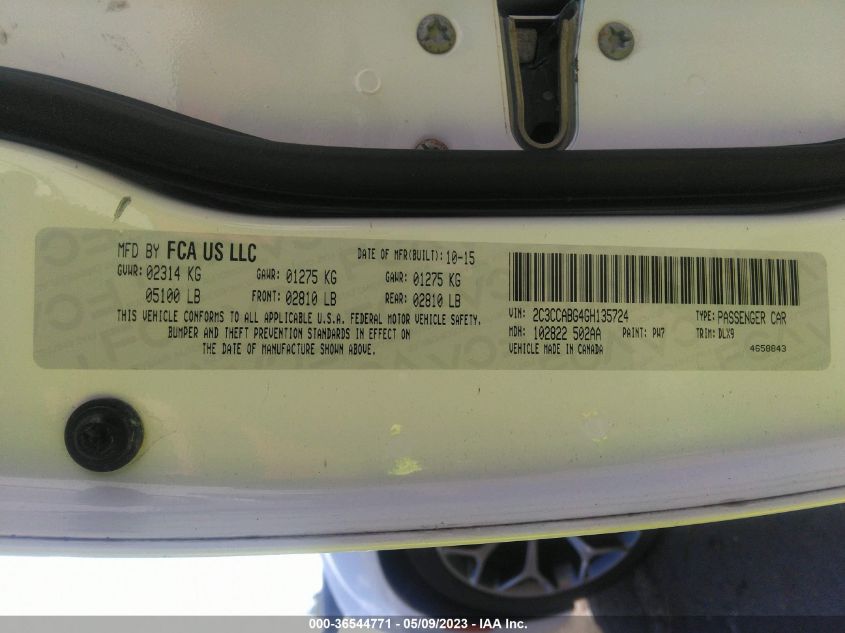 MFD BY FCA US LLC
DATE OF MFR(BUILT): 10-15
GVWR: 02314 KG GAWR: 01275 KG GAWR: 01275 KG
05100 LB FRONT: 02810 LB REAR: 02810 LB
THIS VEHICLE CONFORMS TO ALL APPLICABLE U.S.A. FEDERAL MOTOR VEHICLE SAFETY,
BUMPER AND THEFT PREVENTION STANDARDS IN EFFECT ON
THE DATE OF MANUFACTURE SHOWN ABOVE.
VIN: 2C3CCABG4GH135724 TYPE: PASSENGER CAR
MDH: 102822 502AA PAINT: PW7 TRIM: DLX9
VEHICLE MADE IN CANADA 4658843
000-36544771 - 05/09/2023 - IAA Inc.